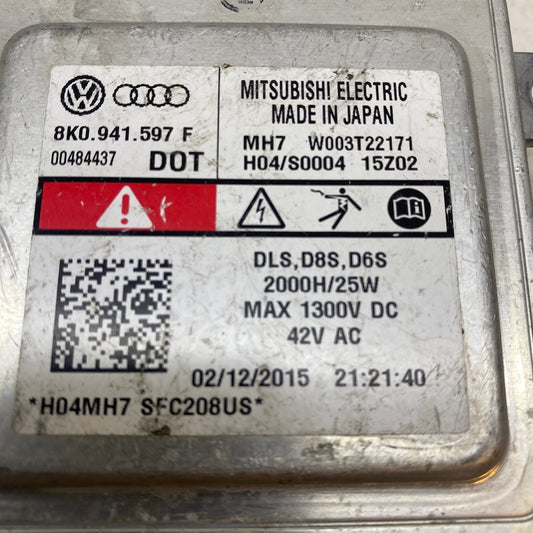 MITSUBISHI ELECTRIC
MADE IN JAPAN
8K0.941.597 F
MH7 W003T22171
00484437 DOT
H04/S0004 15Z02
DLS,D8S,D6S
2000H/25W
MAX 1300V DC
42V AC
02/12/2015 21:21:40
*H04MH7 SFC208US*